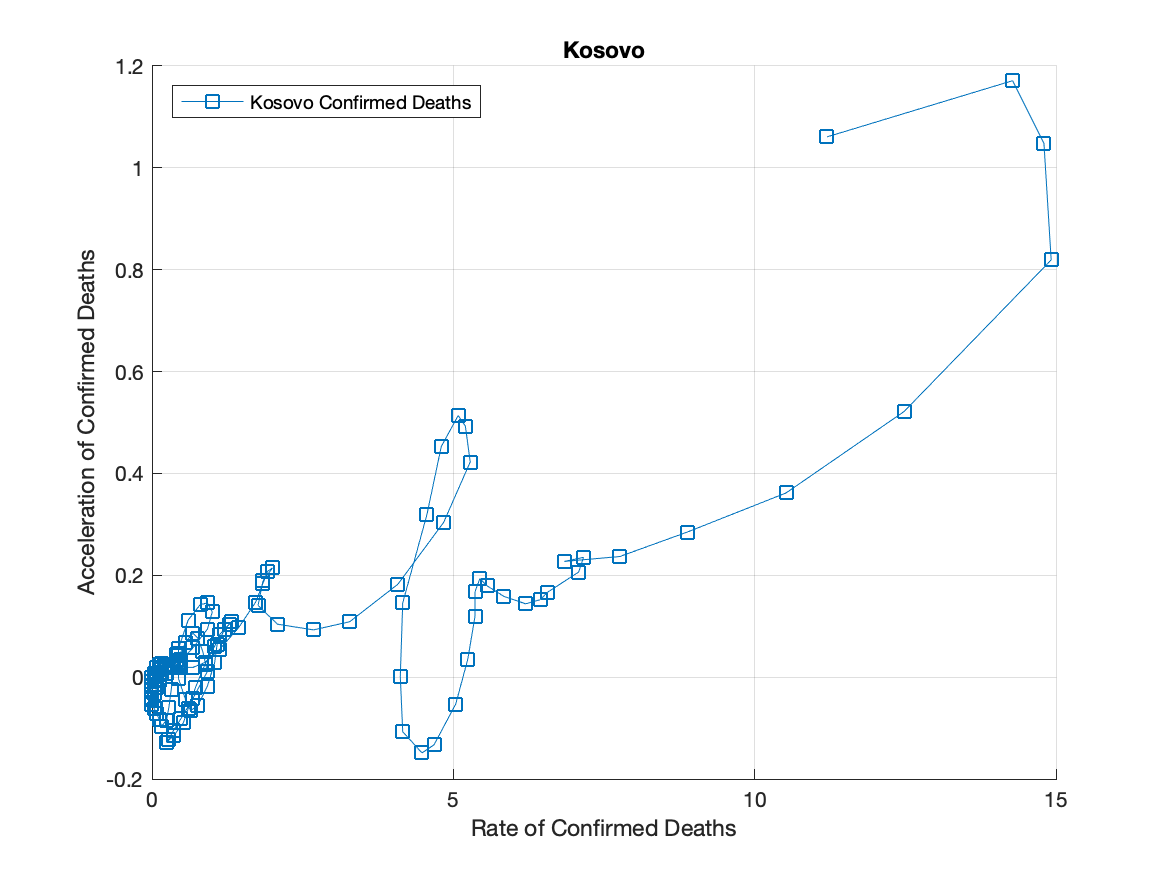 Kosovo
Kosovo Confirmed Deaths
Acceleration of Confirmed Deaths
1.2
1
0.8
0.6
0.4
0.2
0
-0.2
0 5 10 15
Rate of Confirmed Deaths